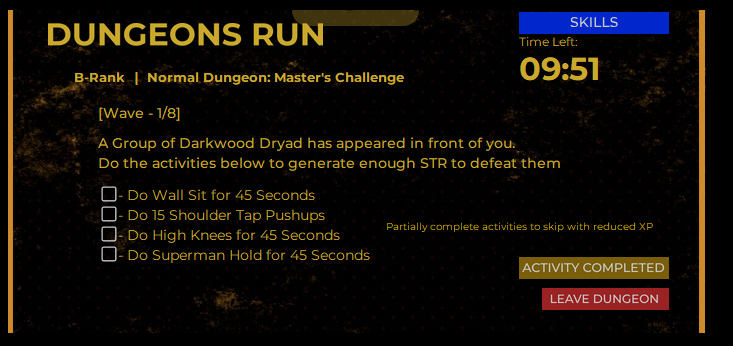 DUNGEONS RUN
SKILLS
Time Left:
09:51
B-Rank | Normal Dungeon: Master's Challenge
[Wave - 1/8]
A Group of Darkwood Dryad has appeared in front of you.
Do the activities below to generate enough STR to defeat them
- Do Wall Sit for 45 Seconds
- Do 15 Shoulder Tap Pushups
- Do High Knees for 45 Seconds
- Do Superman Hold for 45 Seconds
Partially complete activities to skip with reduced XP
ACTIVITY COMPLETED
LEAVE DUNGEON